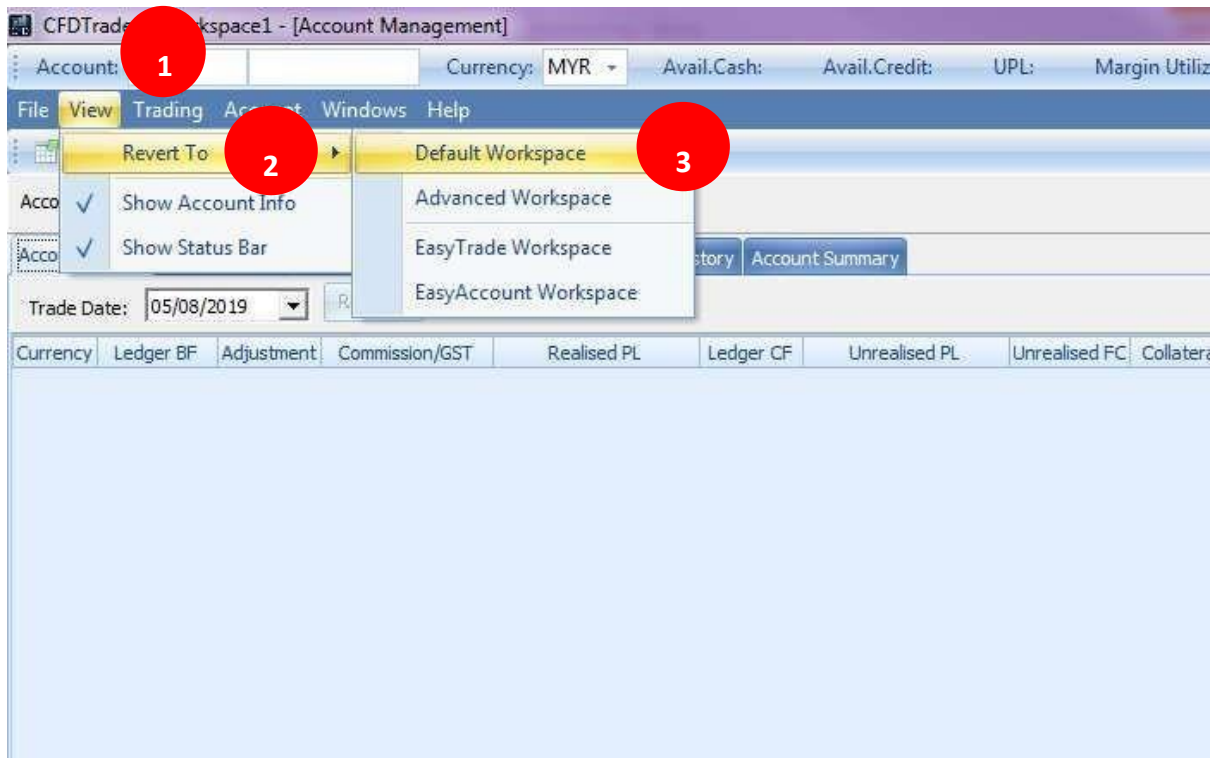 CFDTrade kspace1 - [Account Management]
Account: 1 Currency: MYR Avail.Cash: Avail.Credit: UPL: Margin Utiliz
File View Trading Account Windows Help
Revert To 2 Default Workspace 3
Acco Show Account Info Advanced Workspace
Show Status Bar EasyTrade Workspace
Acco story Account Summary
EasyAccount Workspace
Trade Date: 05/08/2019 R
Currency Ledger BF Adjustment Commission/GST Realised PL Ledger CF Unrealised PL Unrealised FC Collatera